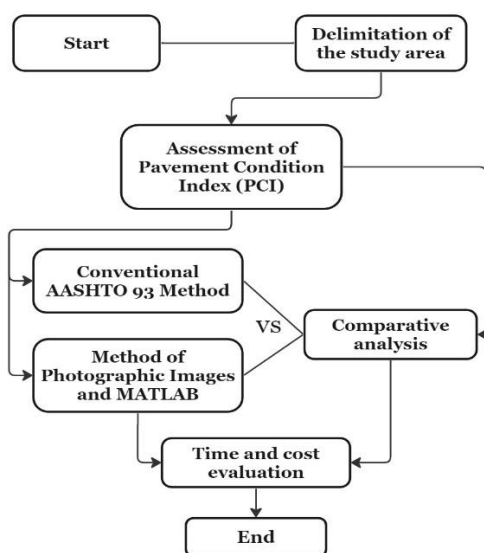 Start
Delimitation of
the study area
Assessment of
Pavement Condition
Index (PCI)
Conventional
AASHTO 93 Method
VS
Comparative
analysis
Method of
Photographic Images
and MATLAB
Time and cost
evaluation
End